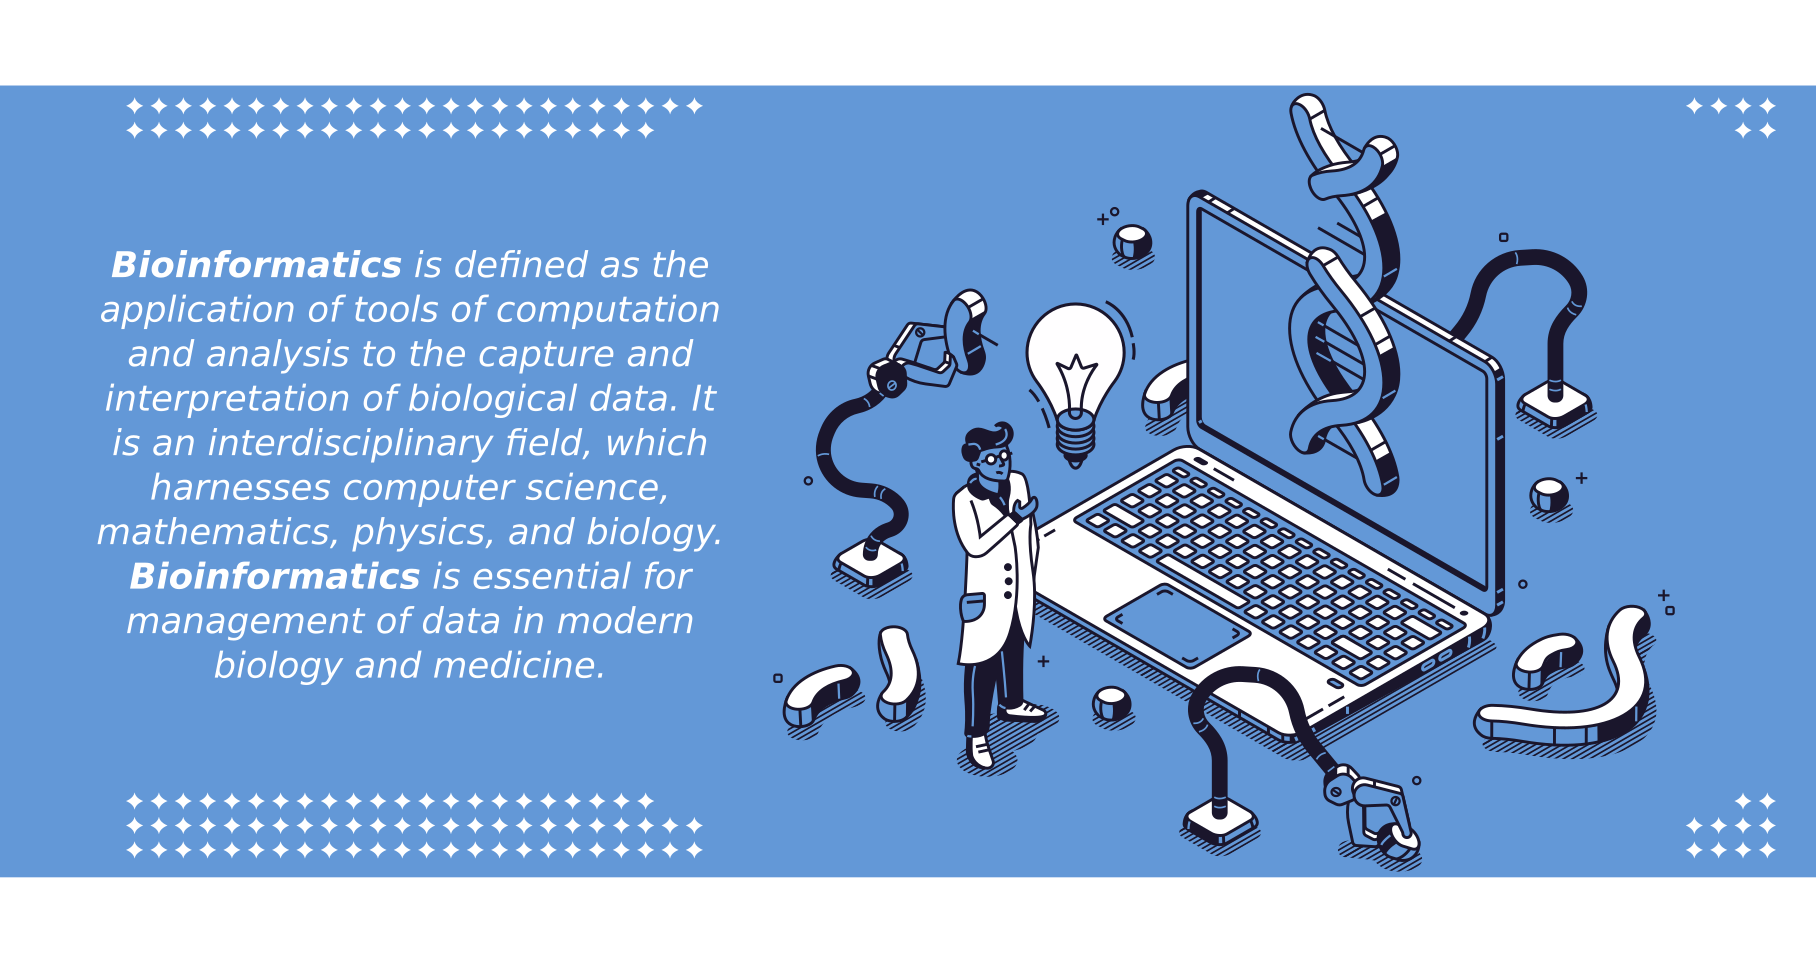 Bioinformatics is defined as the
application of tools of computation
and analysis to the capture and
interpretation of biological data. It
is an interdisciplinary field, which
harnesses computer science,
mathematics, physics, and biology.
Bioinformatics is essential for
management of data in modern
biology and medicine.